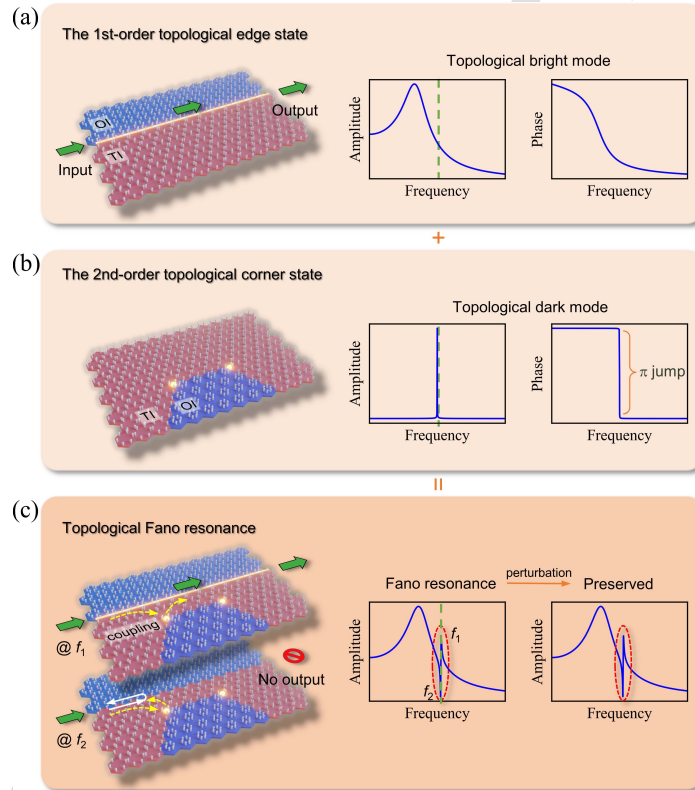 (a)
The 1st-order topological edge state
OI
TI
Input
Output
Topological bright mode
Amplitude
Frequency
Phase
Frequency
+
(b)
The 2nd-order topological corner state
TI
OI
Topological dark mode
Amplitude
Frequency
Phase
π jump
Frequency
=
(c)
Topological Fano resonance
coupling
@ f1
No output
@ f2
Fano resonance
perturbation
Preserved
Amplitude
f1
f2
Frequency
Amplitude
Frequency